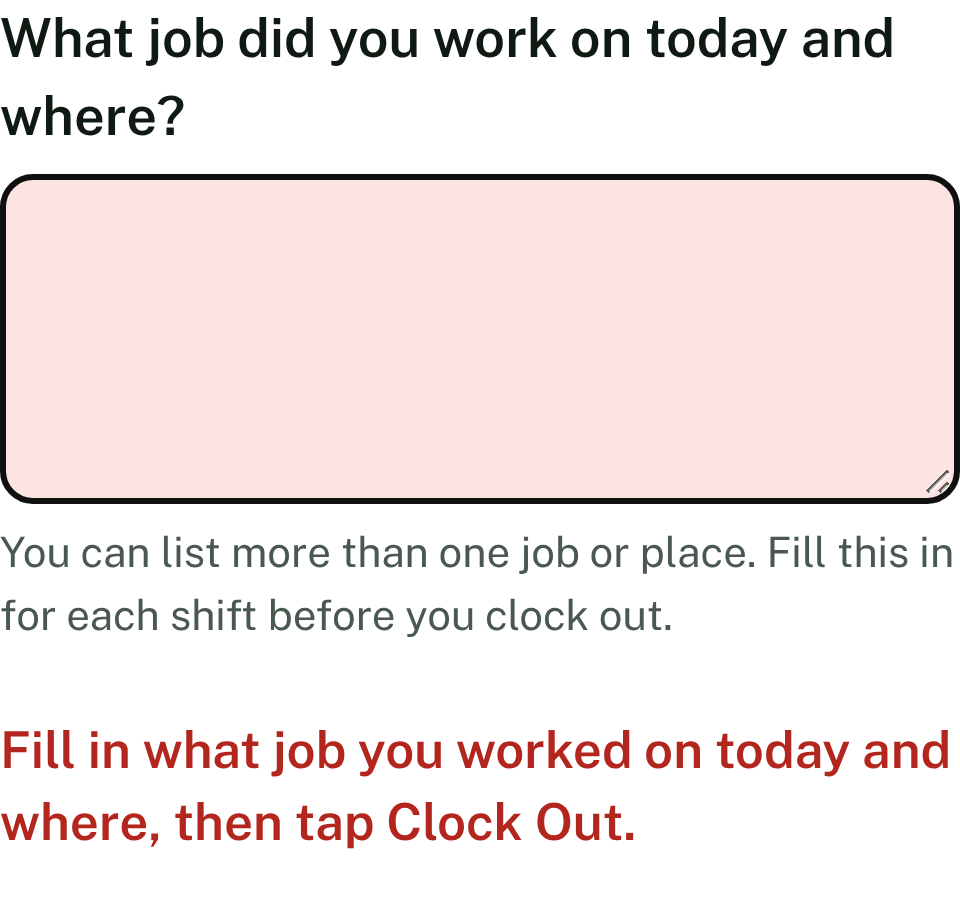 What job did you work on today and
where?
You can list more than one job or place. Fill this in
for each shift before you clock out.
Fill in what job you worked on today and
where, then tap Clock Out.